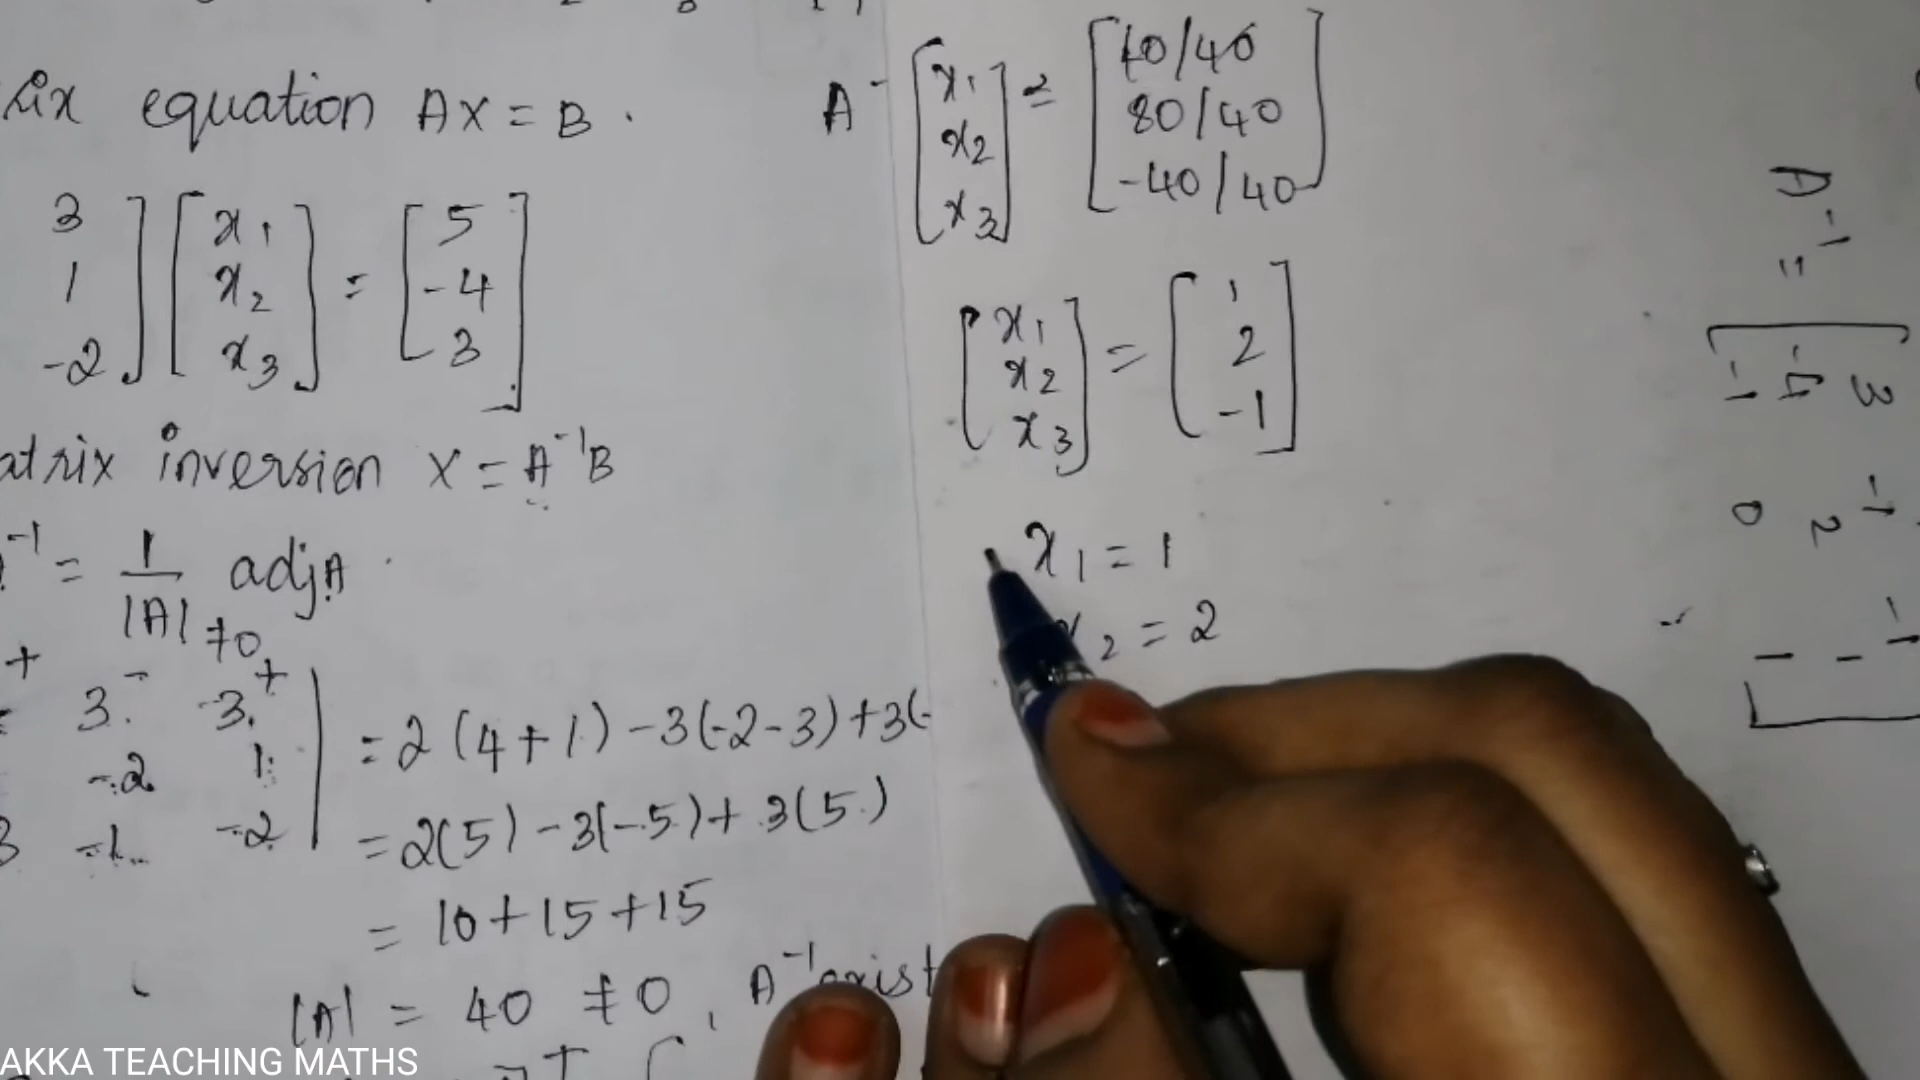 equation AX = B.
3
1
-2
x1
x2
x3
=
5
-4
3
inversion X = A⁻¹B
⁻¹ = 1/|A| adjA
|A| ≠ 0
+ - +
3 3
-2 1
-1 -2
= 2(4+1) -3(-2-3) +3(-
= 2(5) -3(-5) + 3(5)
= 10+15+15
|A| = 40 ≠ 0, A⁻¹ exist
A
x1
x2
x3
=
40/40
80/40
-40/40
x1
x2
x3
=
1
2
-1
x1 = 1
x2 = 2
A⁻¹ =
AKKA TEACHING MATHS